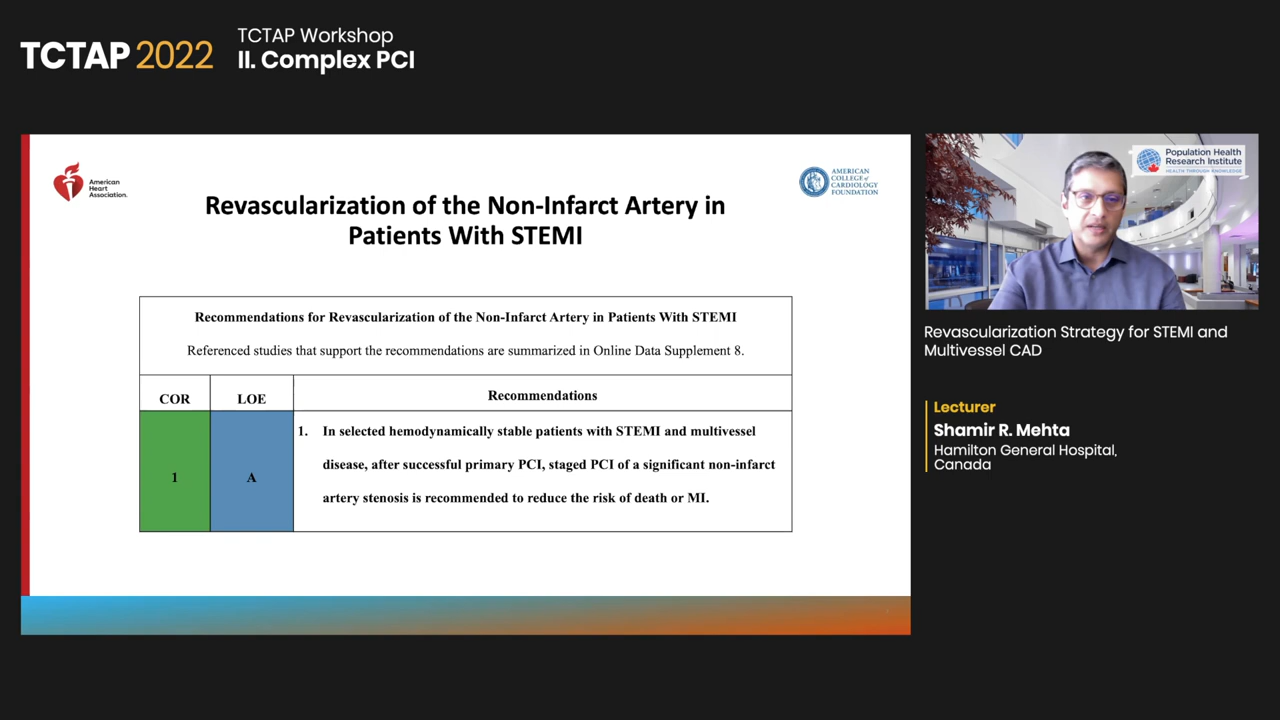 TCTAP 2022
TCTAP Workshop
II. Complex PCI
American
Heart
Association.
AMERICAN
COLLEGE of
CARDIOLOGY
FOUNDATION
Revascularization of the Non-Infarct Artery in
Patients With STEMI
Recommendations for Revascularization of the Non-Infarct Artery in Patients With STEMI
Referenced studies that support the recommendations are summarized in Online Data Supplement 8.
COR
LOE
Recommendations
1
A
1. In selected hemodynamically stable patients with STEMI and multivessel
disease, after successful primary PCI, staged PCI of a significant non-infarct
artery stenosis is recommended to reduce the risk of death or MI.
Population Health
Research Institute
HEALTH THROUGH KNOWLEDGE
Revascularization Strategy for STEMI and
Multivessel CAD
Lecturer
Shamir R. Mehta
Hamilton General Hospital,
Canada